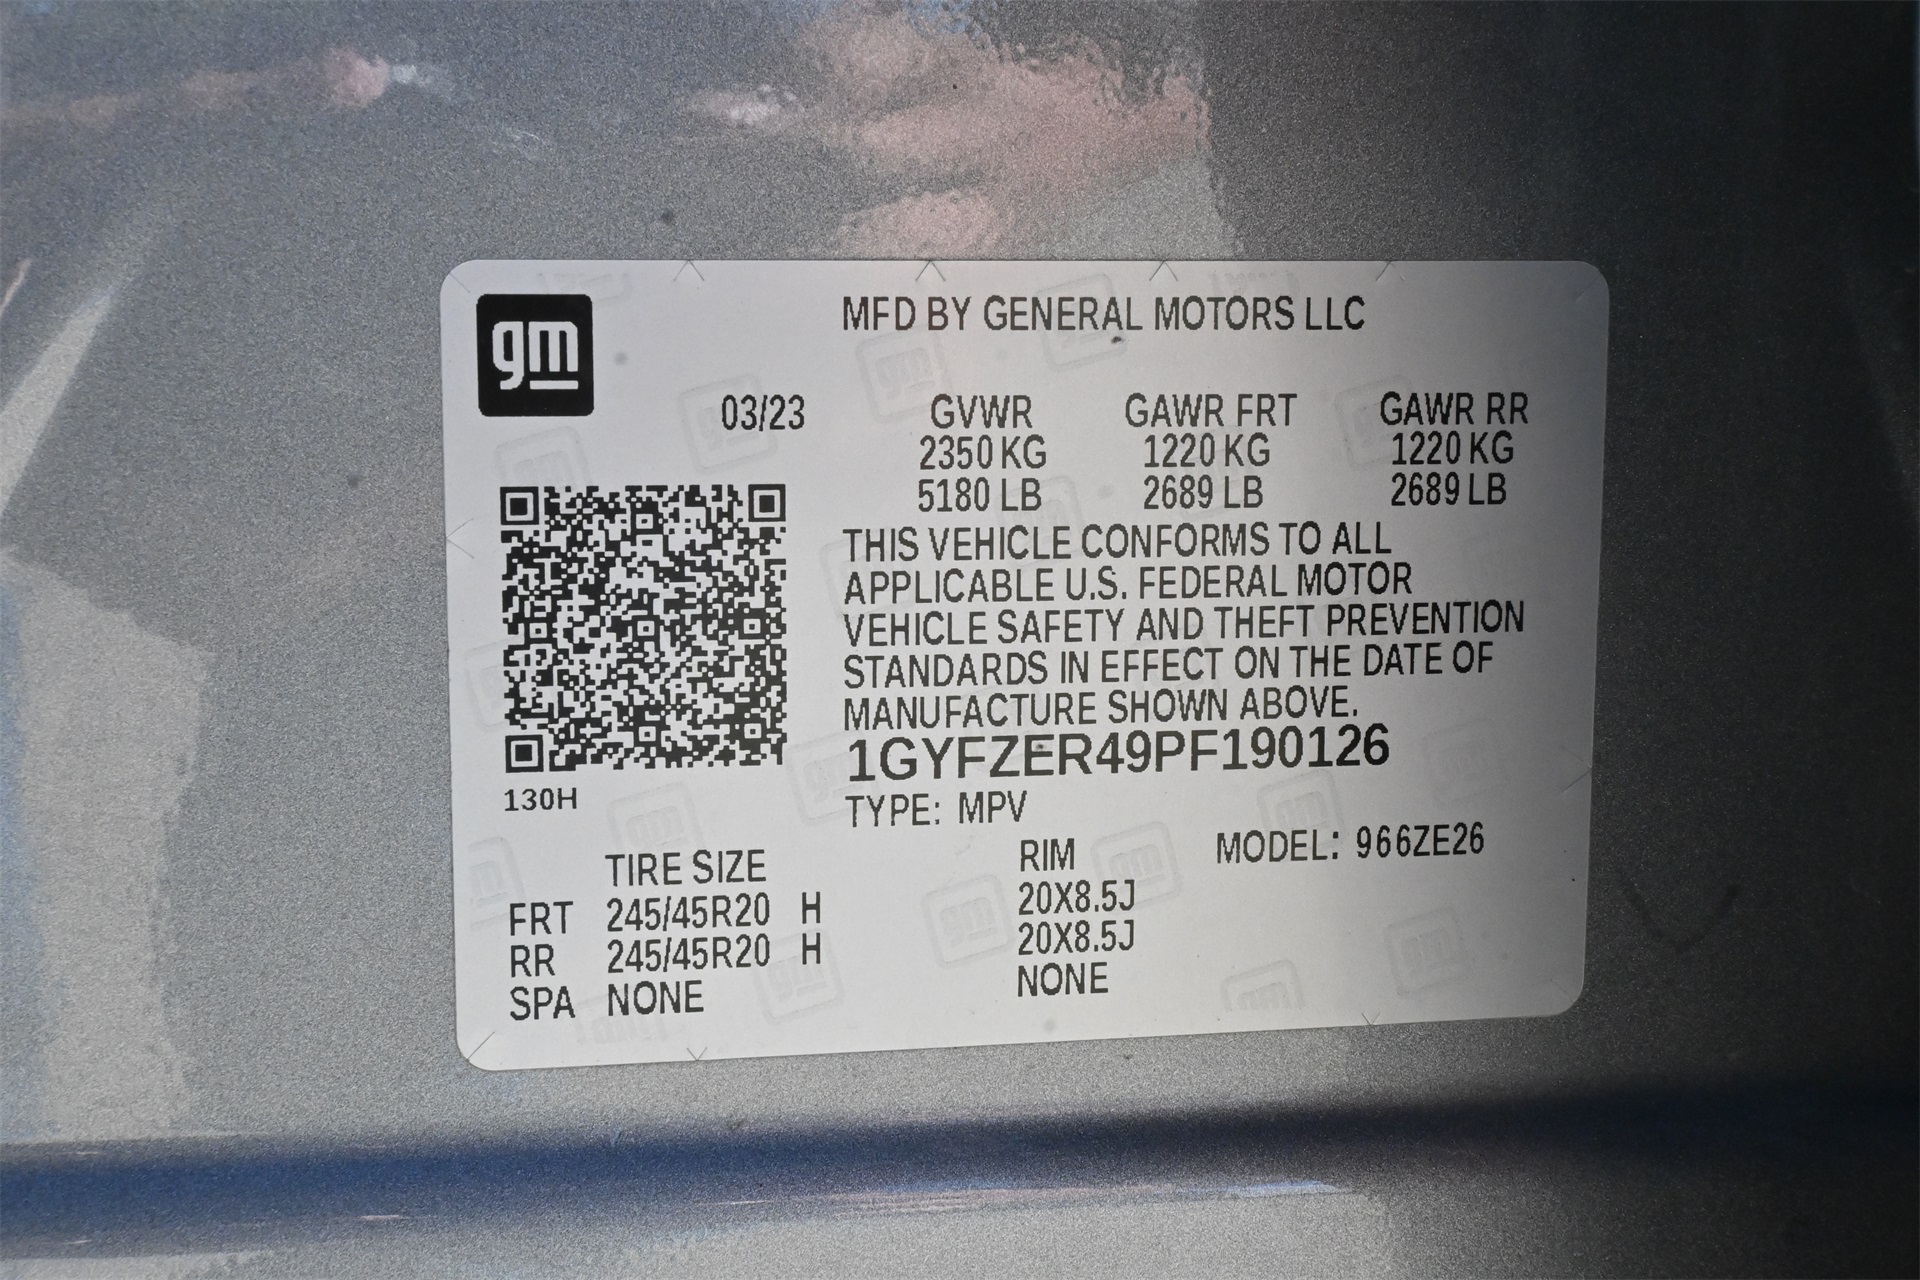 gm
MFD BY GENERAL MOTORS LLC
03/23 GVWR GAWR FRT GAWR RR
2350 KG 1220 KG 1220 KG
5180 LB 2689 LB 2689 LB
THIS VEHICLE CONFORMS TO ALL
APPLICABLE U.S. FEDERAL MOTOR
VEHICLE SAFETY AND THEFT PREVENTION
STANDARDS IN EFFECT ON THE DATE OF
MANUFACTURE SHOWN ABOVE.
1GYFZER49PF190126
130H
TYPE: MPV
MODEL: 966ZE26
TIRE SIZE RIM
FRT 245/45R20 H 20X8.5J
RR 245/45R20 H 20X8.5J
SPA NONE NONE